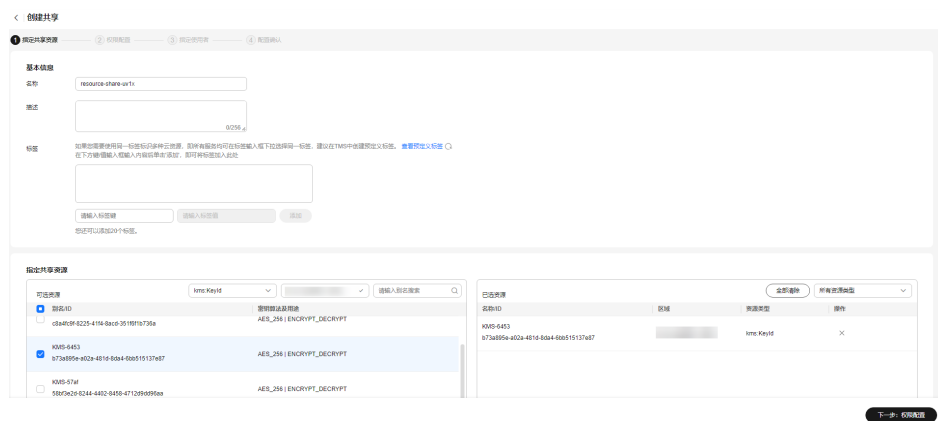 创建共享
1 指定共享资源 2 权限配置 3 指定使用者 4 配置确认
基本信息
名称 resource-share-uv1x
描述
0/256
标签 如果您需要使用同一标签标识多种云资源，即所有服务均可在标签输入框下拉选择同一标签，建议在TMS中创建预定义标签。 查看预定义标签
在下方键/值输入框输入内容后单击'添加'，即可将标签加入此处
请输入标签键 请输入标签值 添加
您还可以添加20个标签。
指定共享资源
可选资源 kms:KeyId 请输入别名搜索 已选资源 全部清除 所有资源类型
别名/ID 密钥算法及用途 名称/ID 区域 资源类型 操作
c8a4fc9f-8225-41f4-8acd-351f6f1b736a AES_256 | ENCRYPT_DECRYPT
KMS-6453
b73a895e-a02a-481d-8da4-6bb515137e87 AES_256 | ENCRYPT_DECRYPT
KMS-6453
b73a895e-a02a-481d-8da4-6bb515137e87 kms:KeyId
KMS-57af
58bf3e2d-8244-4402-8458-4712d9dd96aa AES_256 | ENCRYPT_DECRYPT
下一步：权限配置